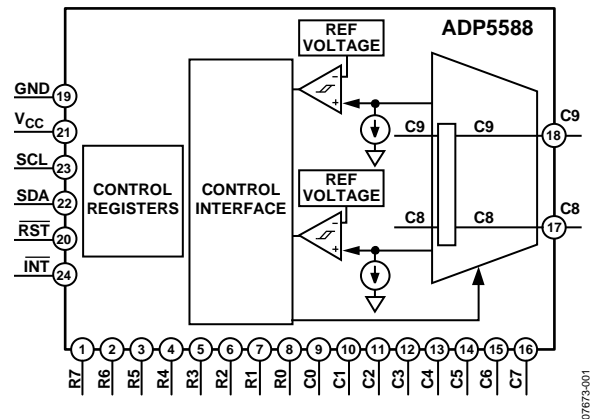 ADP5588
REF
VOLTAGE
REF
VOLTAGE
CONTROL
REGISTERS
CONTROL
INTERFACE
GND
19
VCC
21
SCL
23
SDA
22
RST
20
INT
24
–
+
–
+
C9
C9
C9
18
C8
C8
C8
17
1
2
3
4
5
6
7
8
9
10
11
12
13
14
15
16
R7
R6
R5
R4
R3
R2
R1
R0
C0
C1
C2
C3
C4
C5
C6
C7
07673-001